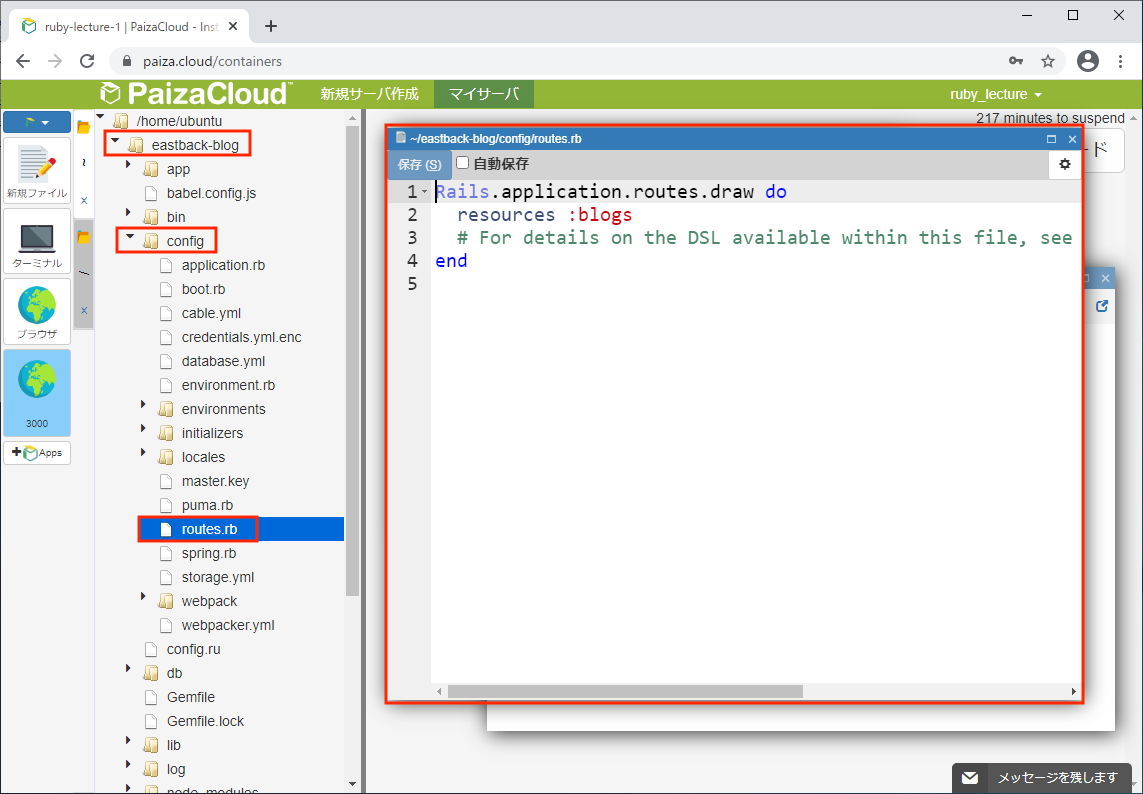 ruby-lecture-1 | PaizaCloud - Inst
paiza.cloud/containers
PaizaCloud™
新規サーバ作成
マイサーバ
ruby_lecture
217 minutes to suspend
新規ファイル
ターミナル
ブラウザ
3000
Apps
/home/ubuntu
eastback-blog
app
babel.config.js
bin
config
application.rb
boot.rb
cable.yml
credentials.yml.enc
database.yml
environment.rb
environments
initializers
locales
master.key
puma.rb
routes.rb
spring.rb
storage.yml
webpack
webpacker.yml
config.ru
db
Gemfile
Gemfile.lock
lib
log
node_modules
~/eastback-blog/config/routes.rb
保存 (S)
自動保存
ド
1 Rails.application.routes.draw do
2 resources :blogs
3 # For details on the DSL available within this file, see
4 end
5
メッセージを残します